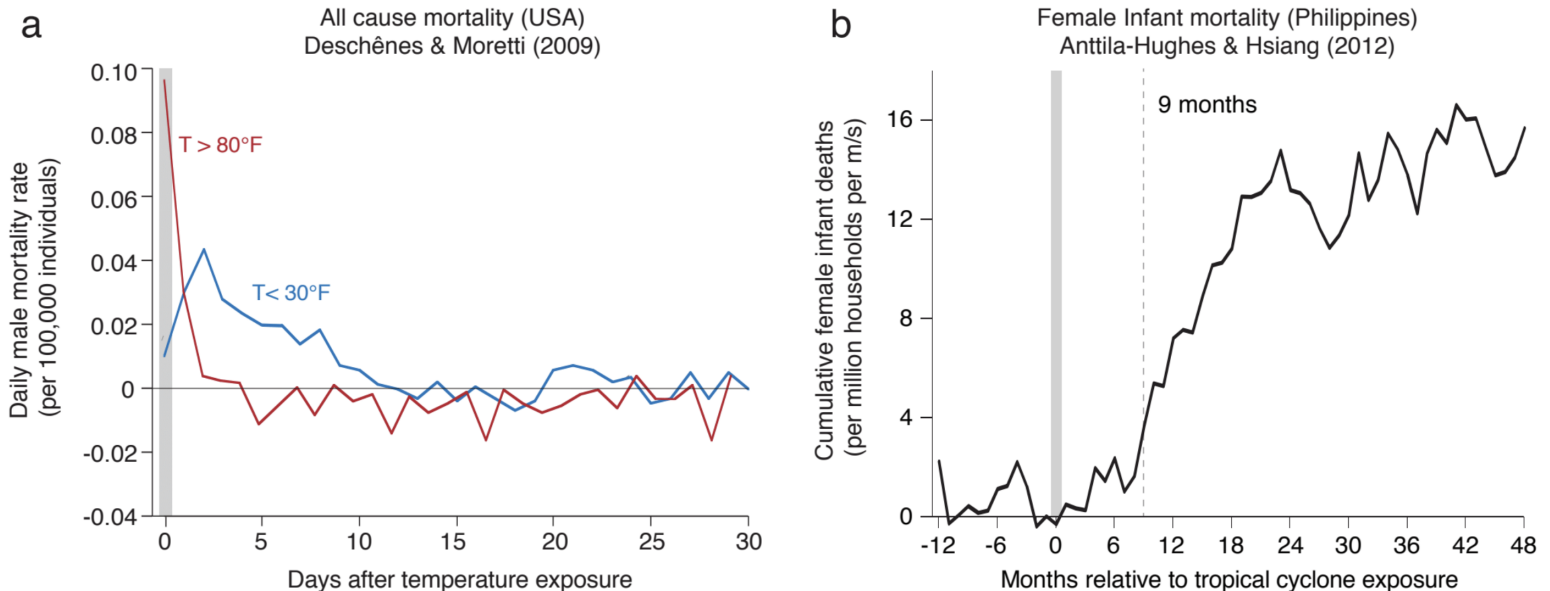 a
All cause mortality (USA)
Deschênes & Moretti (2009)
Daily male mortality rate
(per 100,000 individuals)
0.10
0.08
0.06
0.04
0.02
0
-0.02
-0.04
T > 80°F
T< 30°F
0 5 10 15 20 25 30
Days after temperature exposure
b
Female Infant mortality (Philippines)
Anttila-Hughes & Hsiang (2012)
Cumulative female infant deaths
(per million households per m/s)
16
12
8
4
0
9 months
-12 -6 0 6 12 18 24 30 36 42 48
Months relative to tropical cyclone exposure